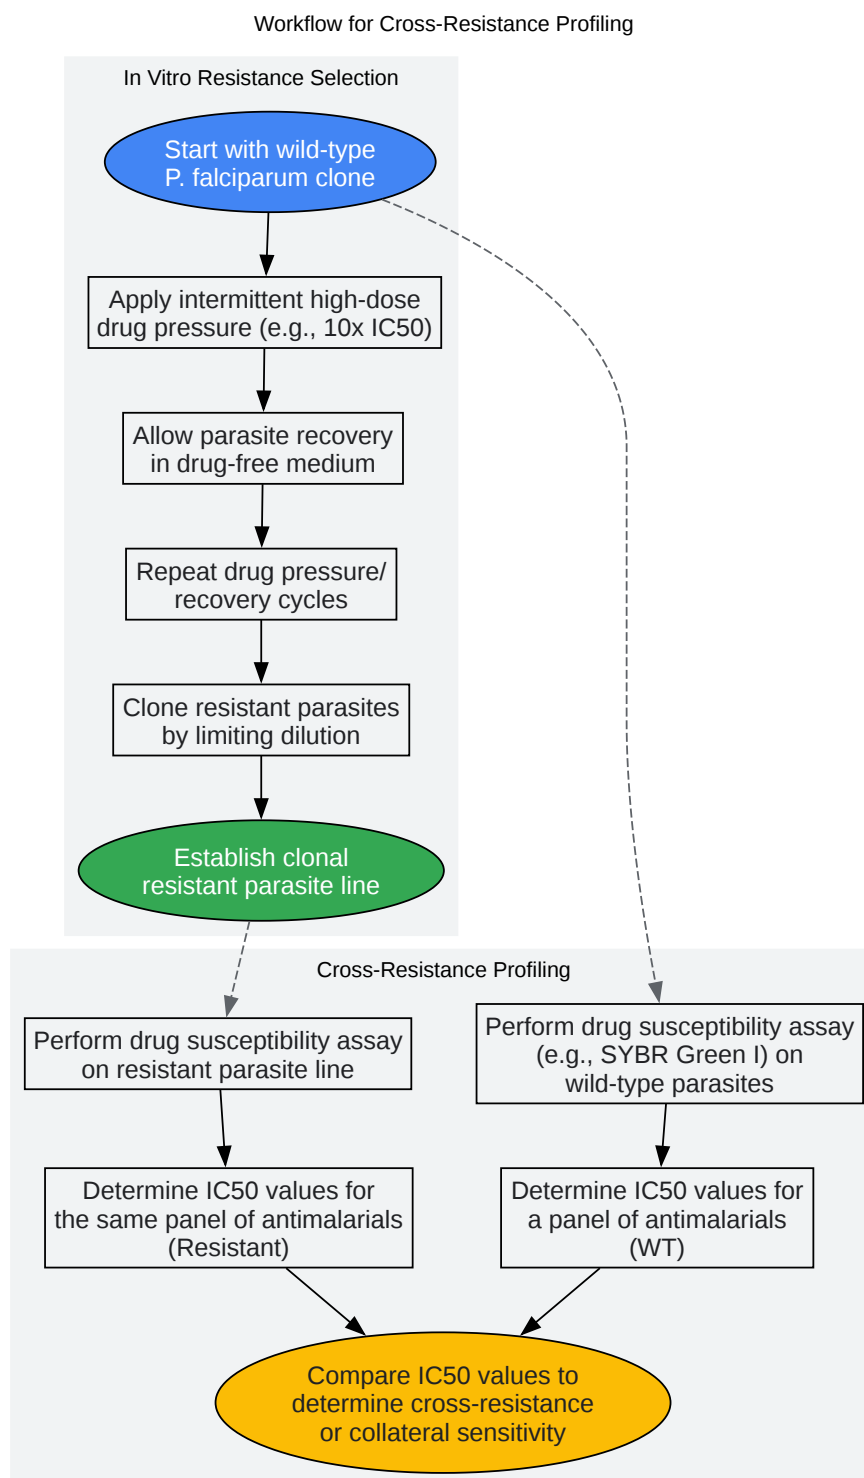 Workflow for Cross-Resistance Profiling
In Vitro Resistance Selection
Start with wild-type
P. falciparum clone
Apply intermittent high-dose
drug pressure (e.g., 10x IC50)
Allow parasite recovery
in drug-free medium
Repeat drug pressure/
recovery cycles
Clone resistant parasites
by limiting dilution
Establish clonal
resistant parasite line
Cross-Resistance Profiling
Perform drug susceptibility assay
on resistant parasite line
Perform drug susceptibility assay
(e.g., SYBR Green I) on
wild-type parasites
Determine IC50 values for
the same panel of antimalarials
(Resistant)
Determine IC50 values for
a panel of antimalarials
(WT)
Compare IC50 values to
determine cross-resistance
or collateral sensitivity